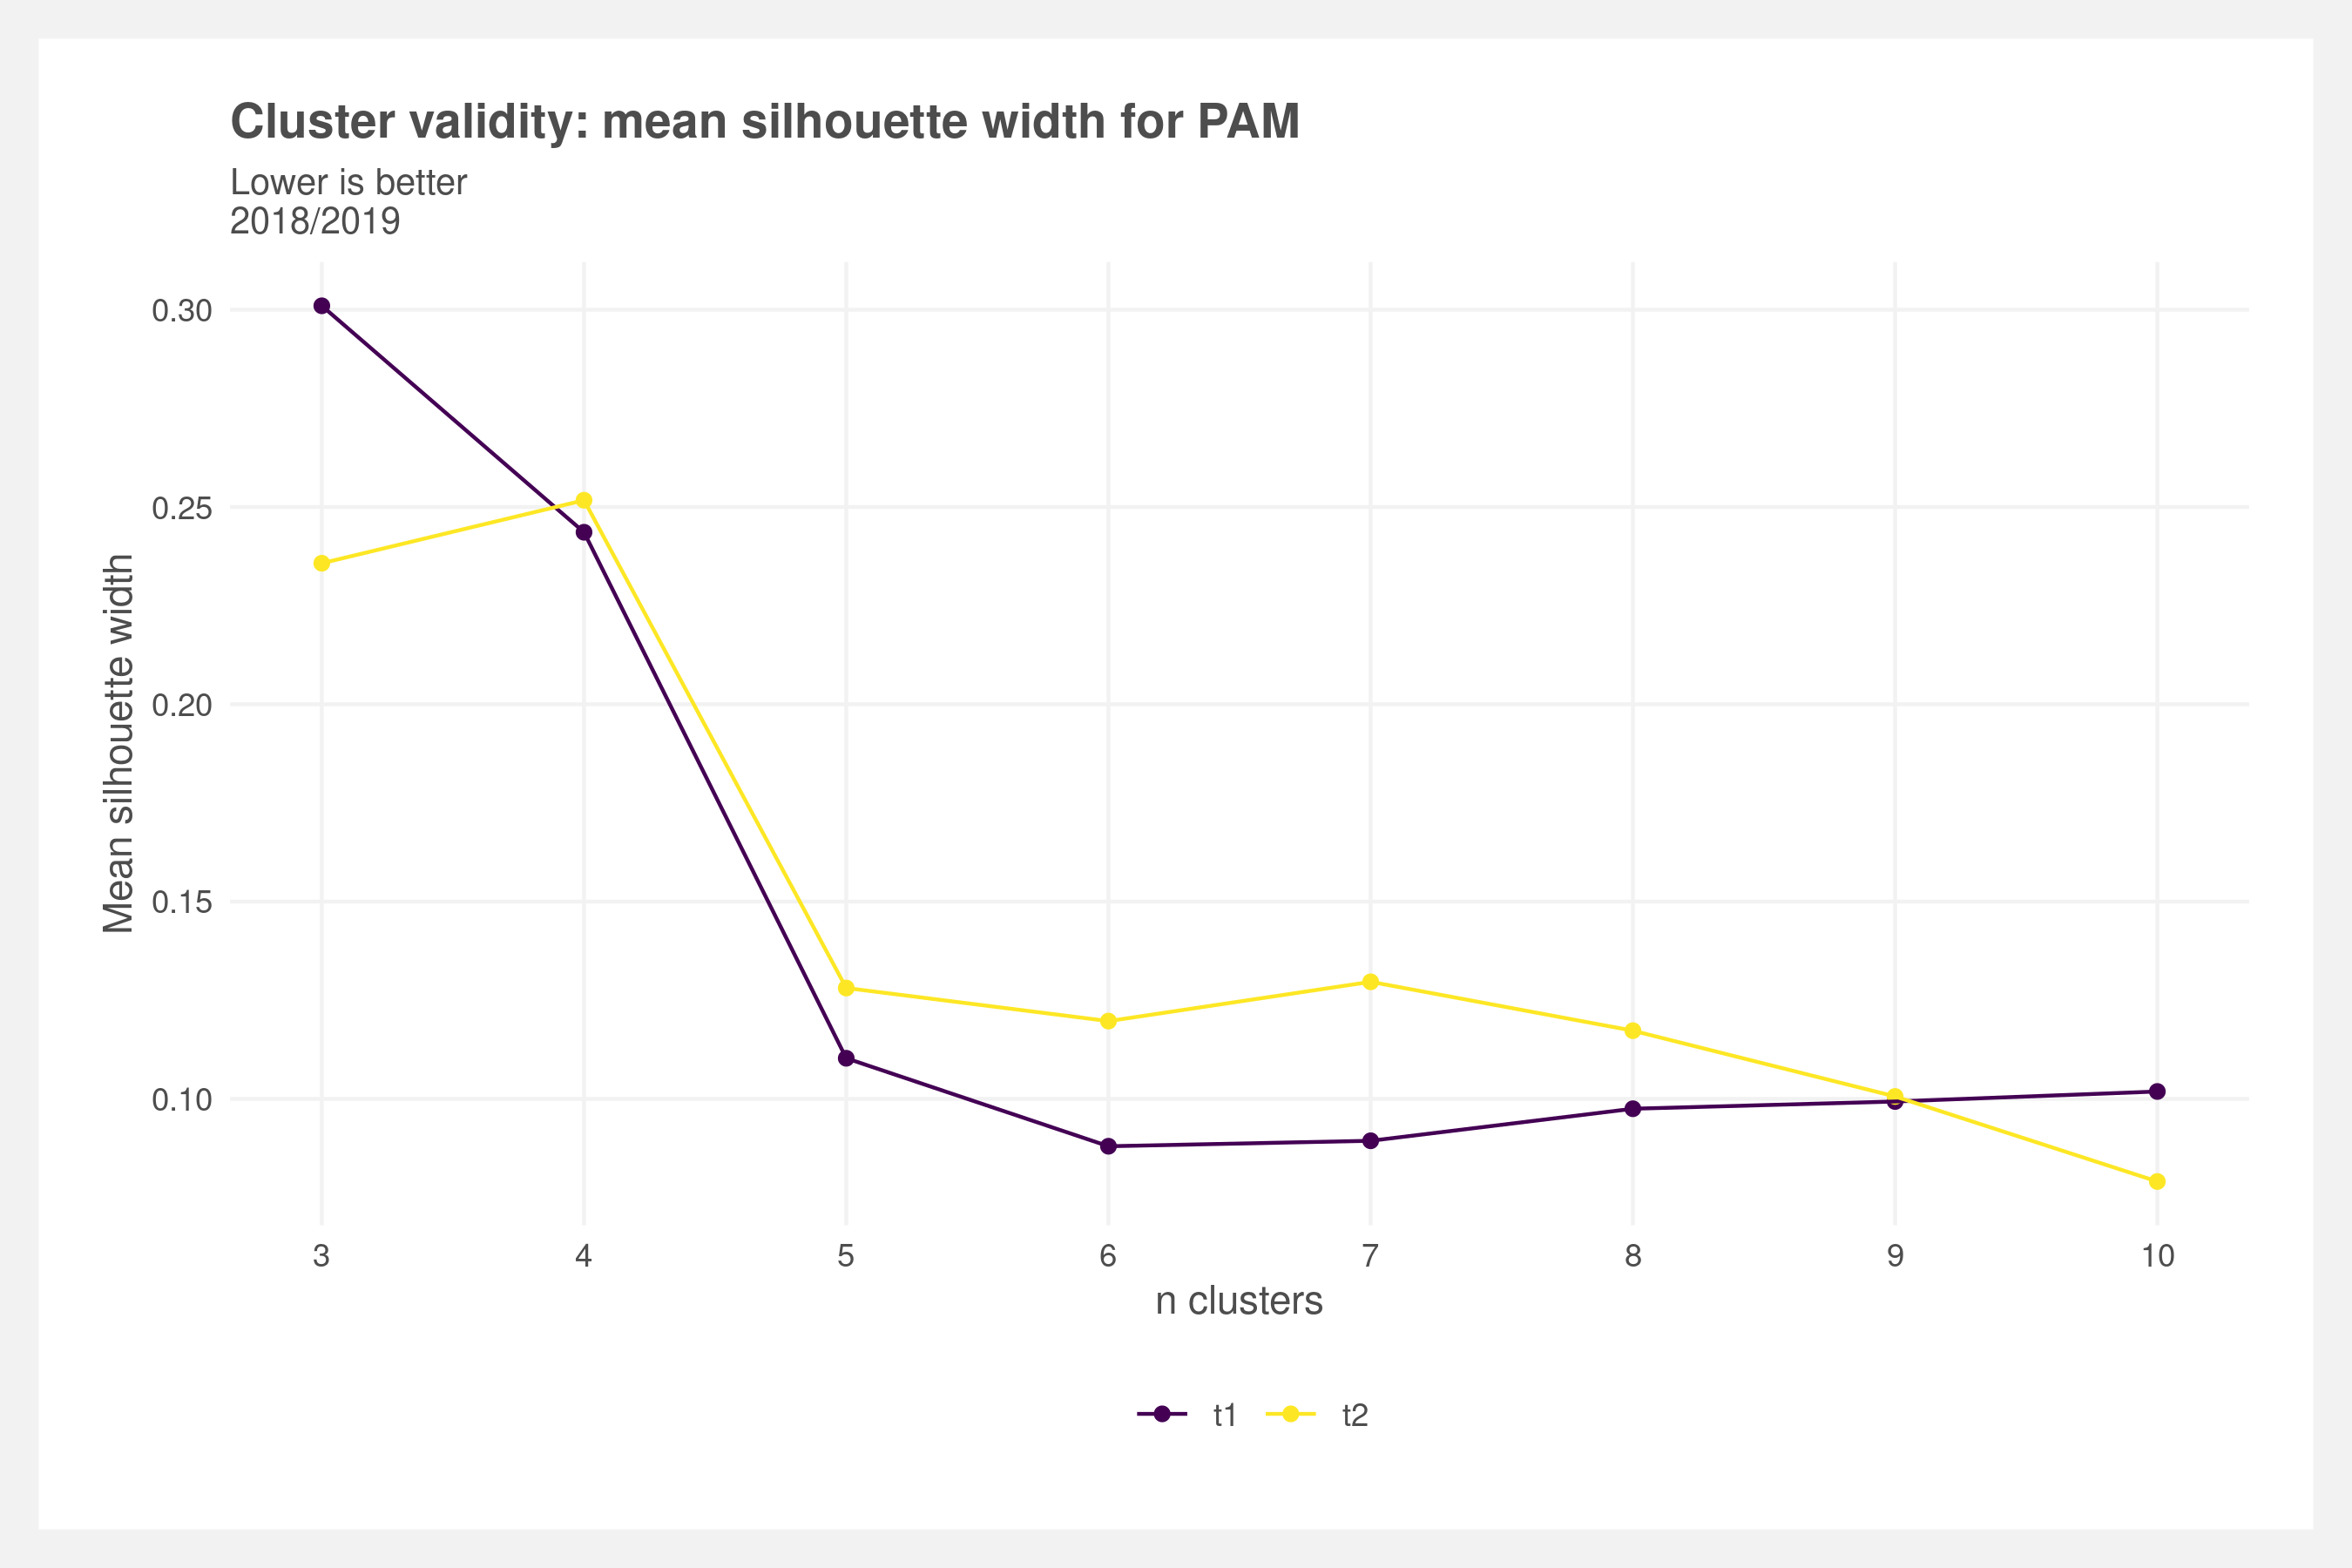 Cluster validity: mean silhouette width for PAM
Lower is better
2018/2019
Mean silhouette width
0.30
0.25
0.20
0.15
0.10
3 4 5 6 7 8 9 10
n clusters
t1 t2